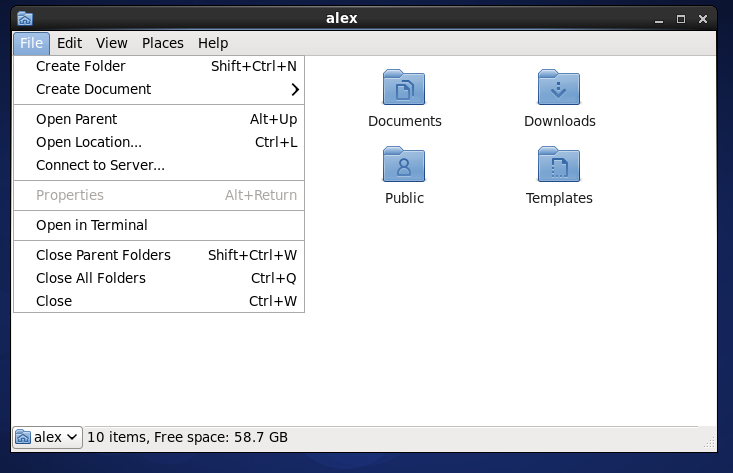 alex
File Edit View Places Help
Create Folder Shift+Ctrl+N
Create Document
Open Parent Alt+Up
Open Location... Ctrl+L
Connect to Server...
Properties Alt+Return
Open in Terminal
Close Parent Folders Shift+Ctrl+W
Close All Folders Ctrl+Q
Close Ctrl+W
Documents Downloads
Public Templates
alex 10 items, Free space: 58.7 GB